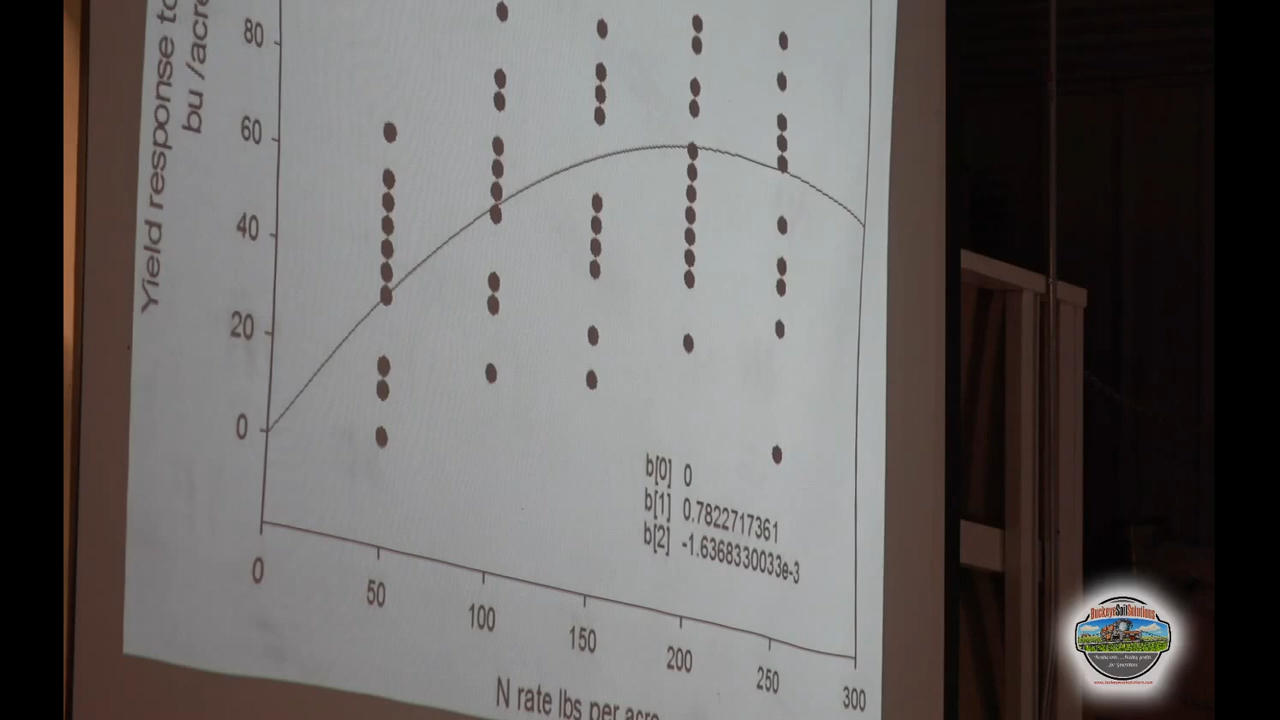 Yield response to
bu /acre
80
60
40
20
0
b[0] 0
b[1] 0.7822717361
b[2] -1.6368330033e-3
0
50
100
150
200
250
300
N rate lbs per acre
BuckeyeSoilSolutions